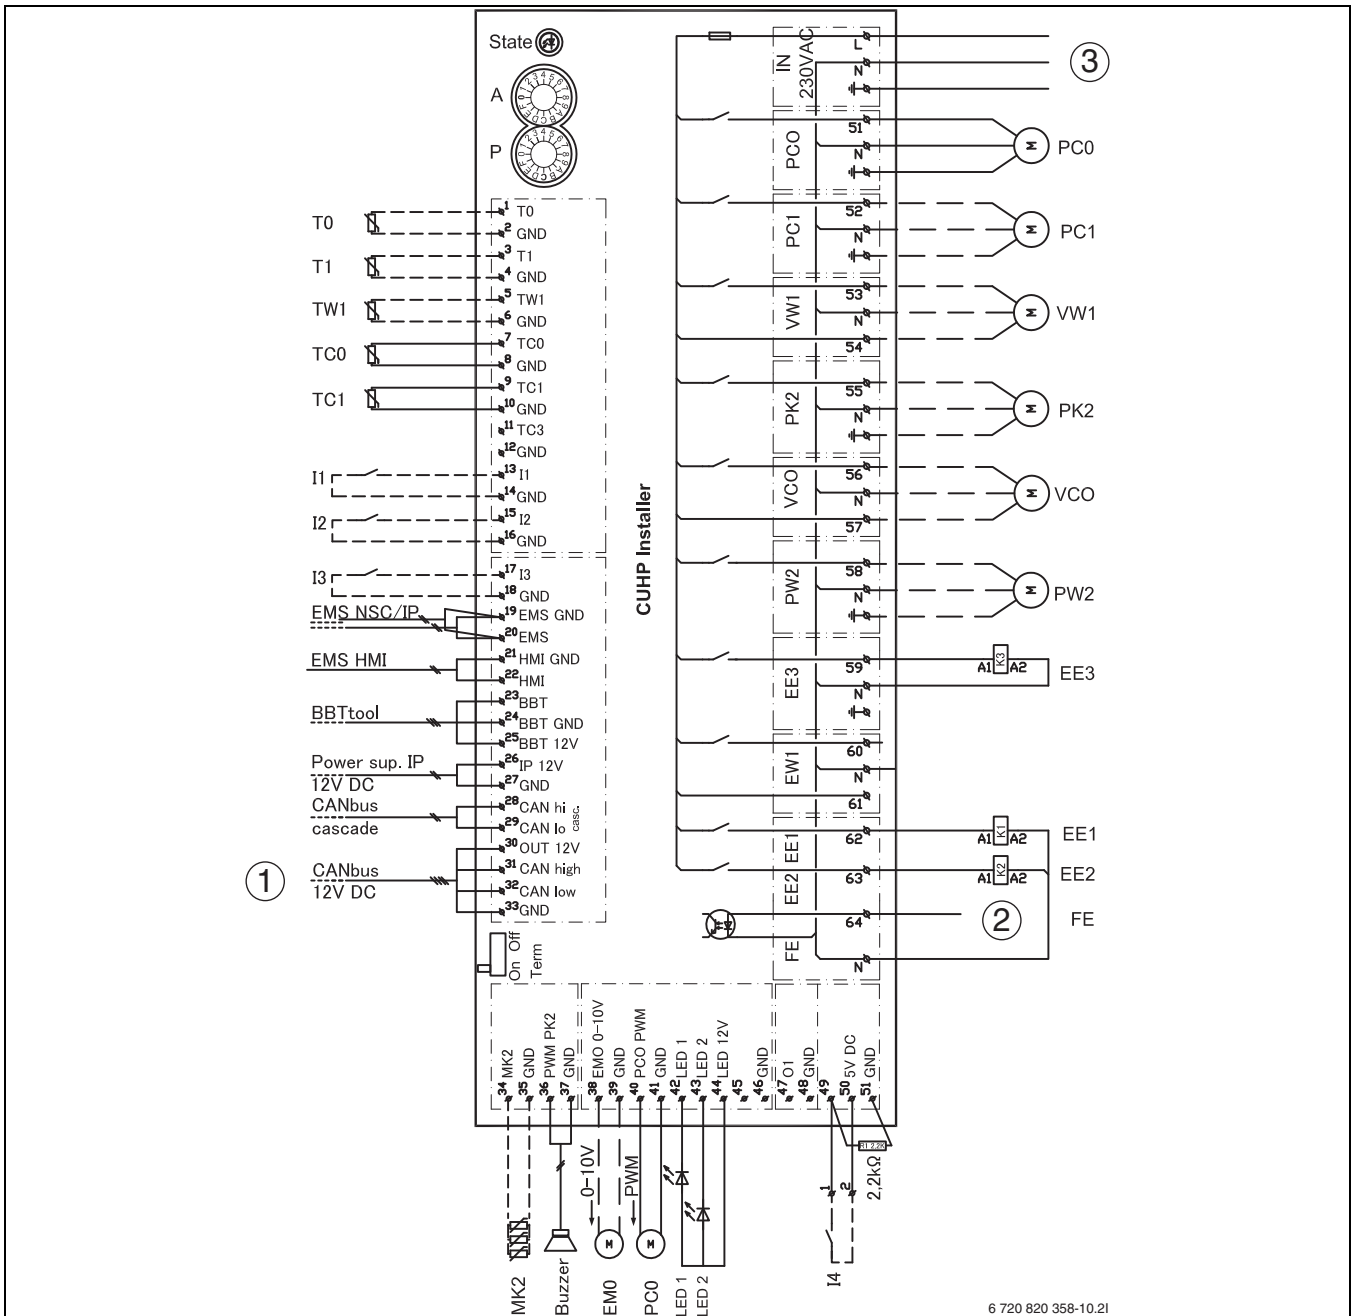 State
A
P
T0
1 T0
2 GND
T1
3 T1
4 GND
TW1
5 TW1
6 GND
TC0
7 TC0
8 GND
TC1
9 TC1
10 GND
11 TC3
12 GND
I1
13 I1
14 GND
I2
15 I2
16 GND
I3
17 I3
18 GND
EMS NSC/IP
19 EMS GND
20 EMS
EMS HMI
21 HMI GND
22 HMI
BBTtool
23 BBT
24 BBT GND
25 BBT 12V
Power sup. IP
12V DC
26 IP 12V
27 GND
CANbus
cascade
28 CAN hi
29 CAN lo
casc.
1
CANbus
12V DC
30 OUT 12V
31 CAN high
32 CAN low
33 GND
On Off
Term
CUHP Installer
IN
230VAC
L
N
3
PCO
51
N
M
PC0
PC1
52
N
M
PC1
VW1
53
N
54
M
VW1
PK2
55
N
M
PK2
VCO
56
N
57
M
VCO
PW2
58
N
M
PW2
EE3
59
N
A1 K3 A2
EE3
EW1
60
N
61
EE1
62
A1 K1 A2
EE1
EE2
63
A1 K2 A2
EE2
FE
64
N
2
FE
34 MK2
35 GND
36 PWM PK2
37 GND
38 EMO 0-10V
39 GND
40 PCO PWM
41 GND
42 LED 1
43 LED 2
44 LED 12V
45
46 GND
47 O1
48 GND
49
50 5V DC
51 GND
R1 2.2K
2,2kΩ
1
2
I4
0-10V
PWM
M
M
MK2
Buzzer
EM0
PC0
LED 1
LED 2
6 720 820 358-10.2I